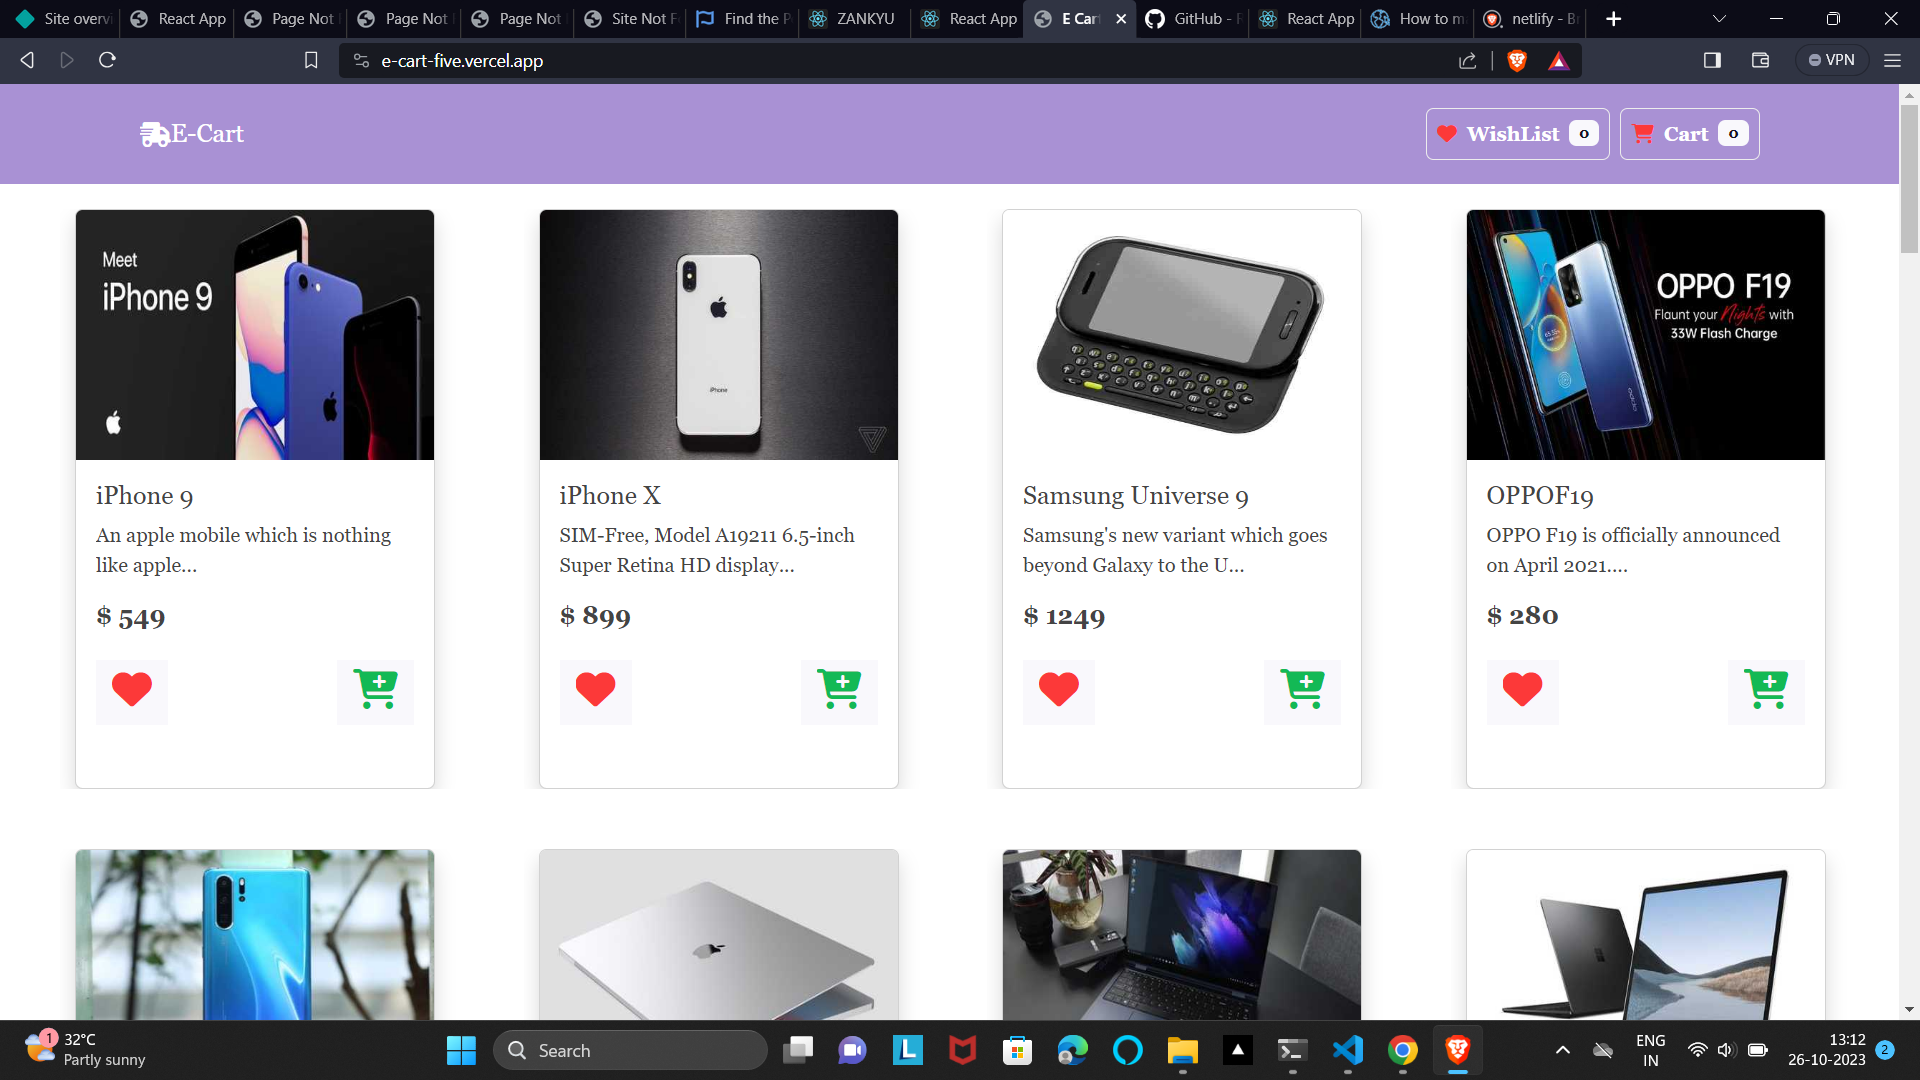 Site overvi
React App
Page Not
Page Not
Page Not
Site Not F
Find the P
ZANKYU
React App
E Cart
GitHub - R
React App
How to m
netlify - Br
e-cart-five.vercel.app
VPN
E-Cart
WishList 0
Cart 0
Meet
iPhone 9
iPhone
OPPO F19
Flaunt your Nights with
33W Flash Charge
iPhone 9
An apple mobile which is nothing
like apple...
$ 549
iPhone X
SIM-Free, Model A19211 6.5-inch
Super Retina HD display...
$ 899
Samsung Universe 9
Samsung's new variant which goes
beyond Galaxy to the U...
$ 1249
OPPOF19
OPPO F19 is officially announced
on April 2021....
$ 280
1
32°C
Partly sunny
Search
ENG
IN
13:12
26-10-2023
2